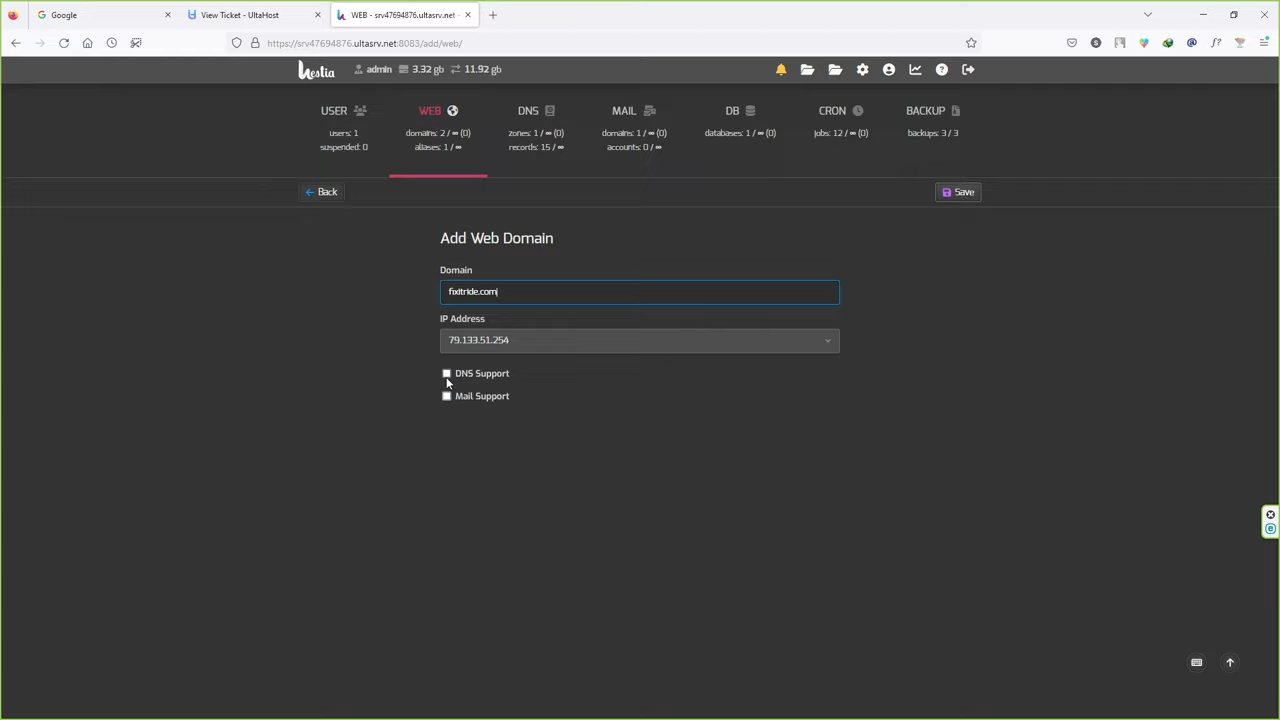 Google
View Ticket - UltaHost
WEB - srv47694876.ultasrv.net -
https://srv47694876.ultasrv.net:8083/add/web/
hestia admin 3.32 gb 11.92 gb
USER WEB DNS MAIL DB CRON BACKUP
users: 1 domains: 2 / ∞ (0) zones: 1 / ∞ (0) domains: 1 / ∞ (0) databases: 1 / ∞ (0) jobs: 12 / ∞ (0) backups: 3 / 3
suspended: 0 aliases: 1 / ∞ records: 15 / ∞ accounts: 0 / ∞
Back Save
Add Web Domain
Domain
fixitride.com
IP Address
79.133.51.254
DNS Support
Mail Support